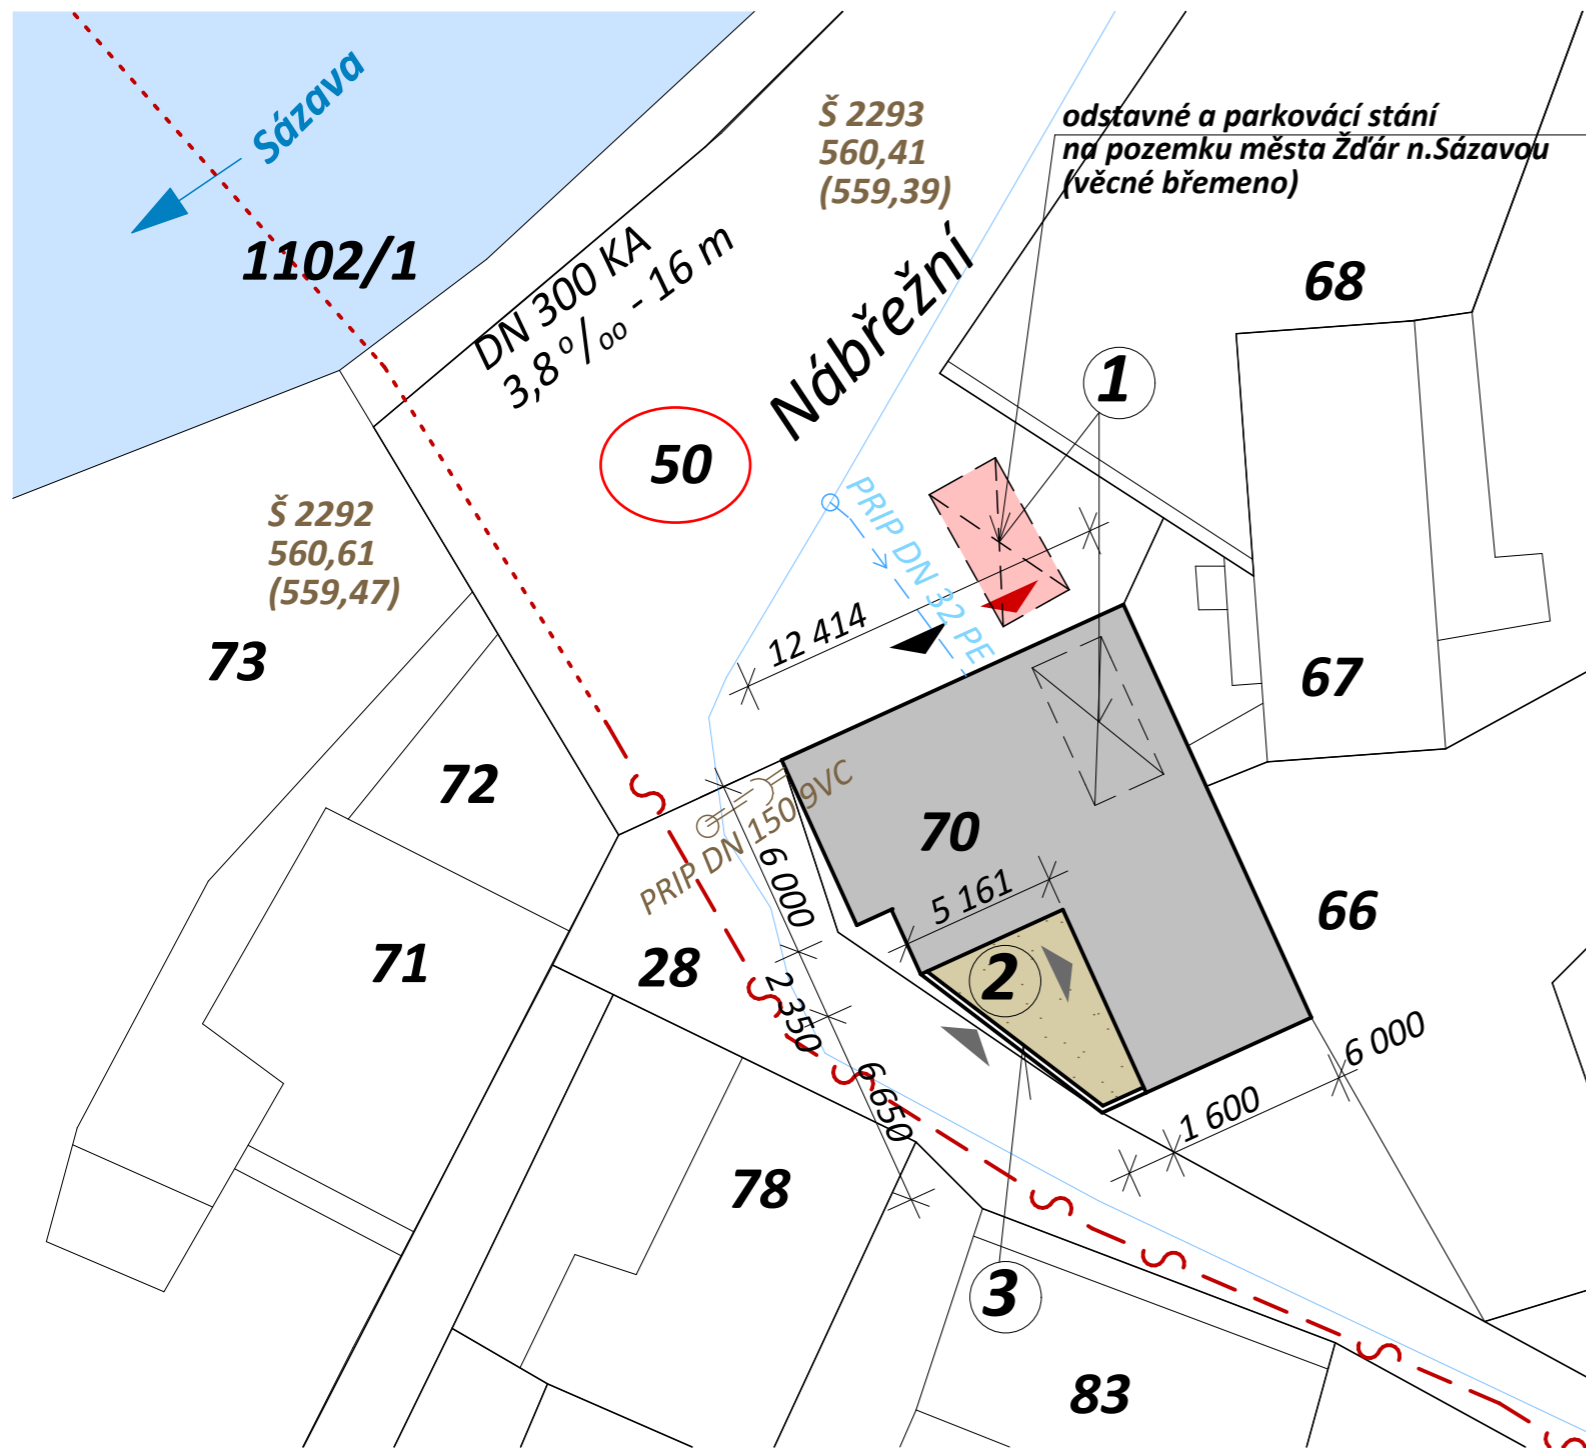 Sázava
1102/1
Š 2293
560,41
(559,39)
odstavné a parkovácí stání
na pozemku města Žďár n.Sázavou
(věcné břemeno)
DN 300 KA
3,8 º/ºº - 16 m
Nábřežní
68
1
50
Š 2292
560,61
(559,47)
PRIP DN 32 PE
12 414
73
67
72
PRIP DN 150 9VC
70
6 000
5 161
66
71
28
2
2 350
6 650
6 000
1 600
78
3
83